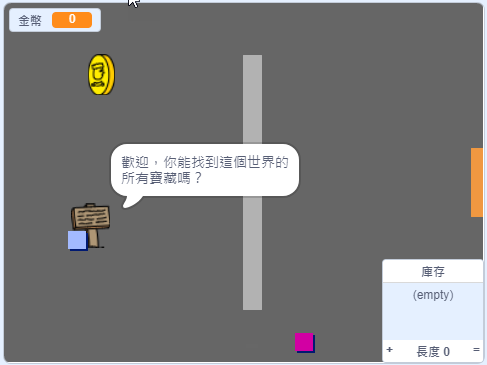 金幣 0
歡迎，你能找到這個世界的
所有寶藏嗎？
庫存
(empty)
+ 長度 0 =